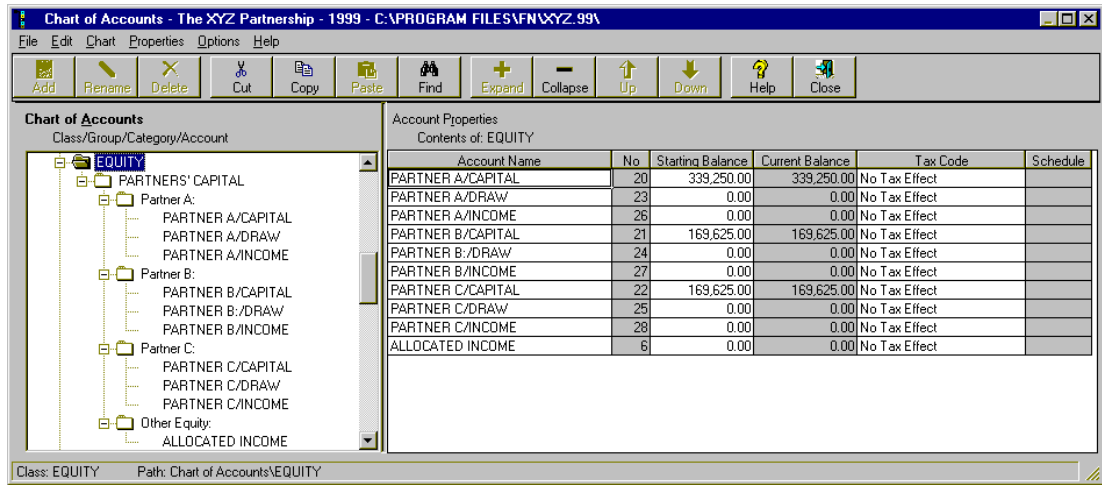 Chart of Accounts - The XYZ Partnership - 1999 - C:\PROGRAM FILES\FN\XYZ.99\
File Edit Chart Properties Options Help
Add Rename Delete Cut Copy Paste Find Expand Collapse Up Down Help Close
Chart of Accounts
Class/Group/Category/Account
EQUITY
PARTNERS' CAPITAL
Partner A:
PARTNER A/CAPITAL
PARTNER A/DRAW
PARTNER A/INCOME
Partner B:
PARTNER B/CAPITAL
PARTNER B:/DRAW
PARTNER B/INCOME
Partner C:
PARTNER C/CAPITAL
PARTNER C/DRAW
PARTNER C/INCOME
Other Equity:
ALLOCATED INCOME
Account Properties
Contents of: EQUITY
Account Name No Starting Balance Current Balance Tax Code Schedule
PARTNER A/CAPITAL 20 339,250.00 339,250.00 No Tax Effect
PARTNER A/DRAW 23 0.00 0.00 No Tax Effect
PARTNER A/INCOME 26 0.00 0.00 No Tax Effect
PARTNER B/CAPITAL 21 169,625.00 169,625.00 No Tax Effect
PARTNER B:/DRAW 24 0.00 0.00 No Tax Effect
PARTNER B/INCOME 27 0.00 0.00 No Tax Effect
PARTNER C/CAPITAL 22 169,625.00 169,625.00 No Tax Effect
PARTNER C/DRAW 25 0.00 0.00 No Tax Effect
PARTNER C/INCOME 28 0.00 0.00 No Tax Effect
ALLOCATED INCOME 6 0.00 0.00 No Tax Effect
Class: EQUITY Path: Chart of Accounts\EQUITY